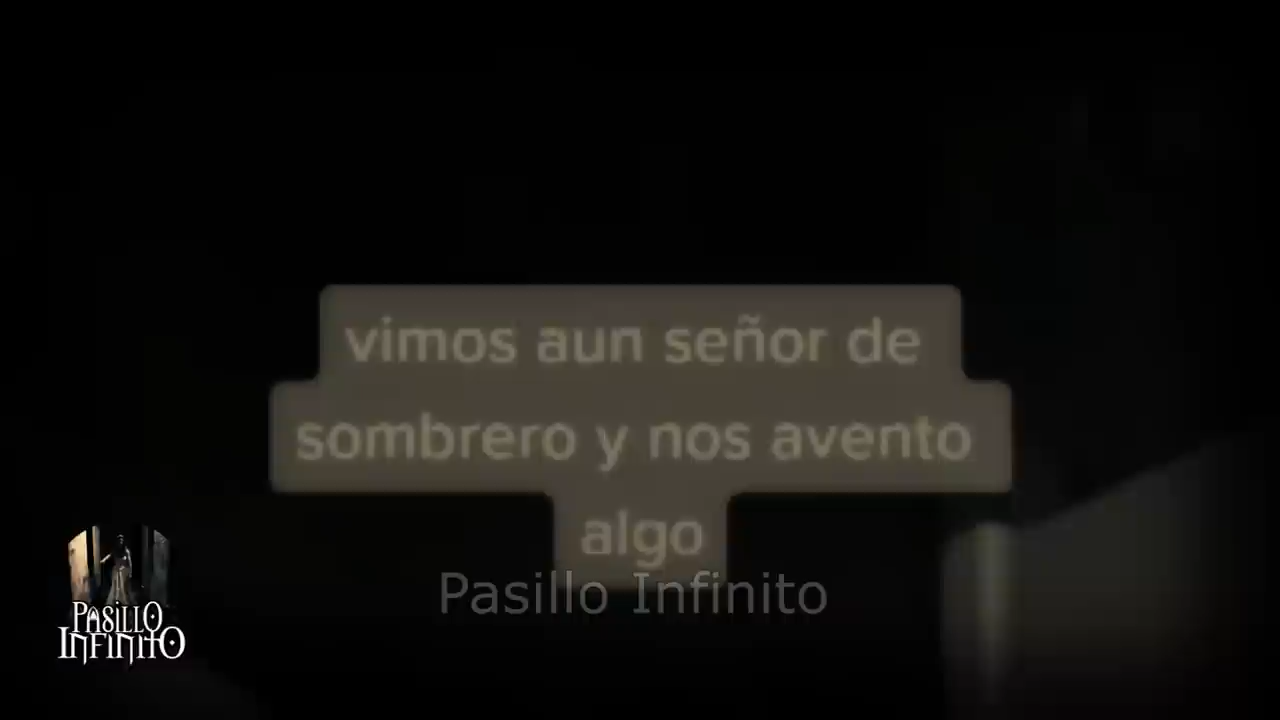 vimos aun señor de
sombrero y nos avento
algo
Pasillo Infinito
PASILLO
INFINITO